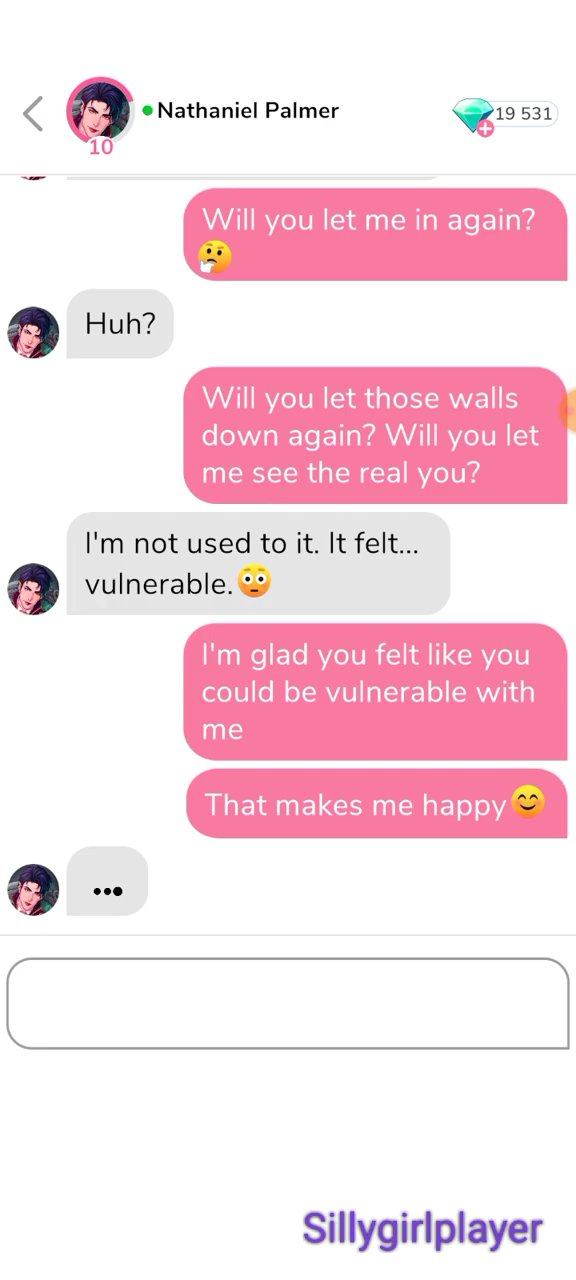 Nathaniel Palmer
19 531
10
Will you let me in again?
🤔
Huh?
Will you let those walls
down again? Will you let
me see the real you?
I'm not used to it. It felt...
vulnerable.😳
I'm glad you felt like you
could be vulnerable with
me
That makes me happy😊
...
Sillygirlplayer